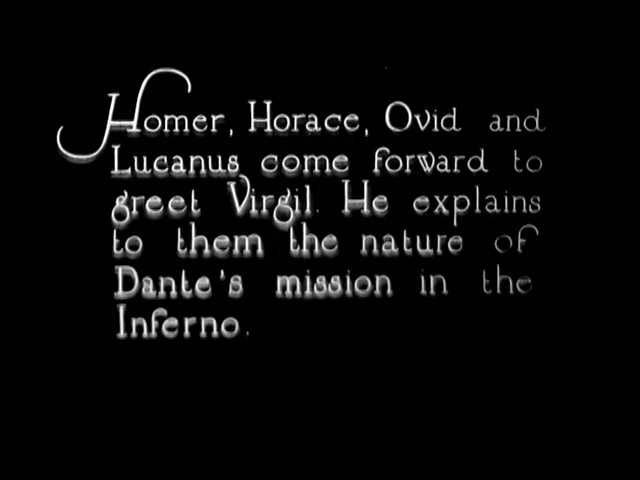 Homer, Horace, Ovid and
Lucanus come forward to
greet Virgil. He explains
to them the nature of
Dante's mission in the
Inferno.